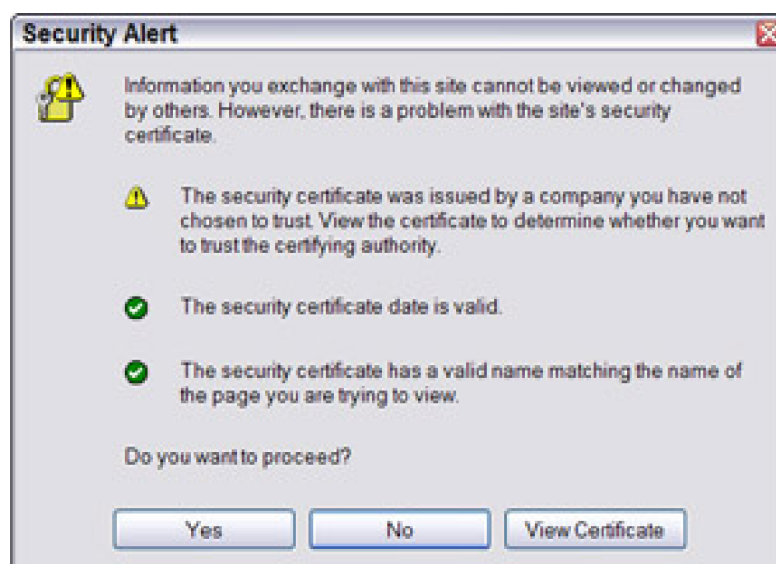 Security Alert
Information you exchange with this site cannot be viewed or changed
by others. However, there is a problem with the site's security
certificate.
The security certificate was issued by a company you have not
chosen to trust. View the certificate to determine whether you want
to trust the certifying authority.
The security certificate date is valid.
The security certificate has a valid name matching the name of
the page you are trying to view.
Do you want to proceed?
Yes
No
View Certificate